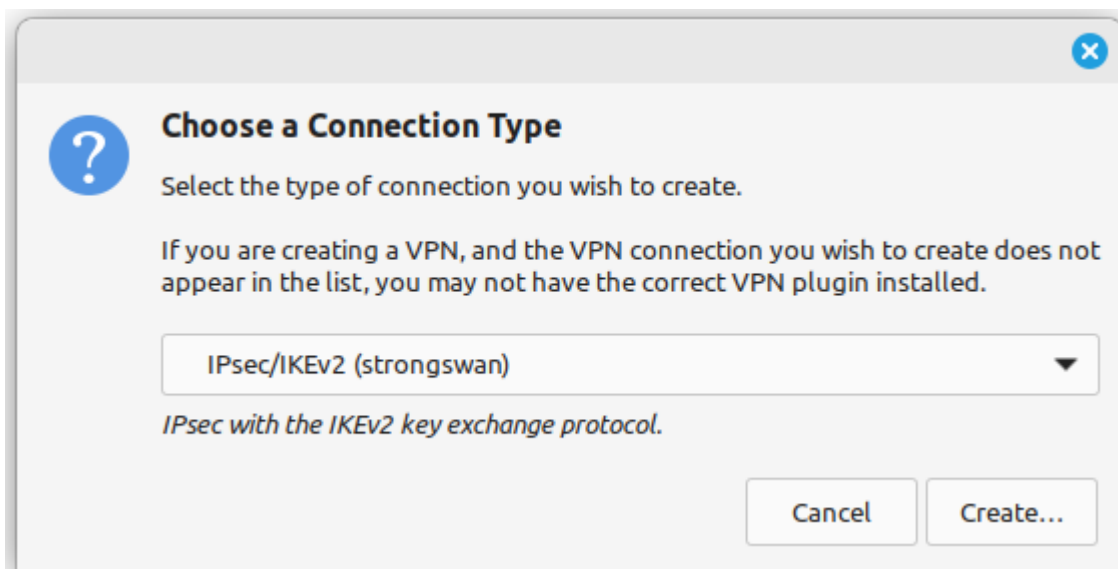 Choose a Connection Type
Select the type of connection you wish to create.
If you are creating a VPN, and the VPN connection you wish to create does not
appear in the list, you may not have the correct VPN plugin installed.
IPsec/IKEv2 (strongswan)
IPsec with the IKEv2 key exchange protocol.
Cancel Create...